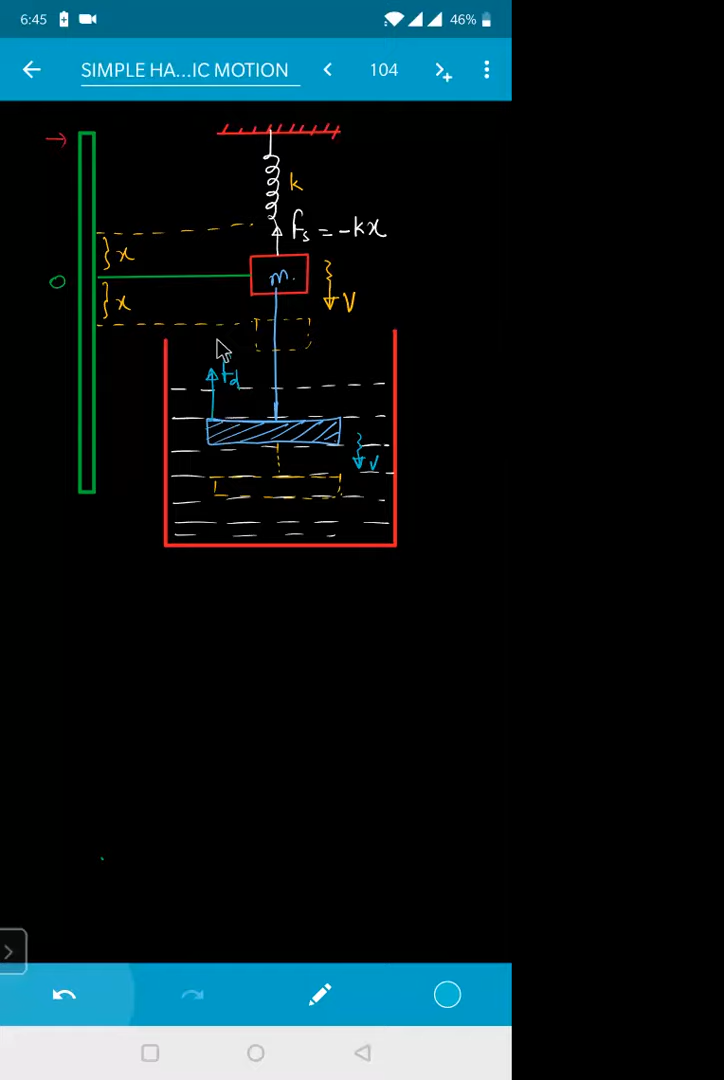 6:45 46%
SIMPLE HA...IC MOTION 104
k
Fs = -kx
x
m.
O
x
V
Fd
V